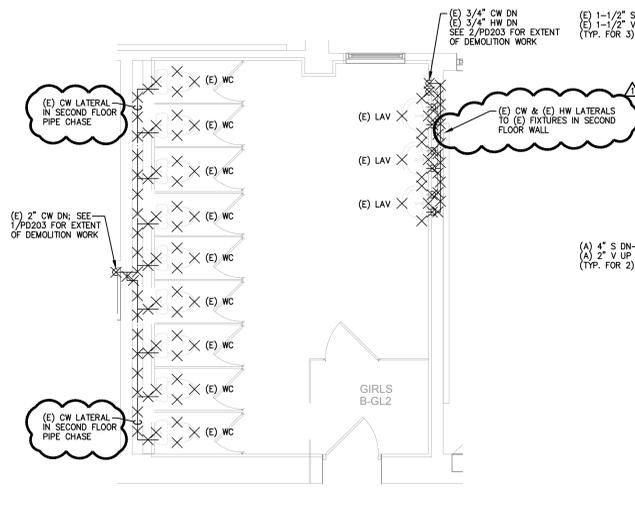 (E) 3/4" CW DN
(E) 3/4" HW DN
SEE 2/PD203 FOR EXTENT
OF DEMOLITION WORK
(E) 1-1/2" S
(E) 1-1/2" V
(TYP. FOR 3)
(E) WC
(E) CW LATERAL
IN SECOND FLOOR
PIPE CHASE
(E) CW & (E) HW LATERALS
TO (E) FIXTURES IN SECOND
FLOOR WALL
1
(E) LAV
(E) WC
(E) LAV
(E) WC
(E) WC
(E) LAV
(E) 2" CW DN; SEE
1/PD203 FOR EXTENT
OF DEMOLITION WORK
(E) WC
(A) 4" S DN
(A) 2" V UP
(TYP. FOR 2)
(E) WC
(E) WC
(E) WC
GIRLS
B-GL2
(E) CW LATERAL
IN SECOND FLOOR
PIPE CHASE
(E) WC